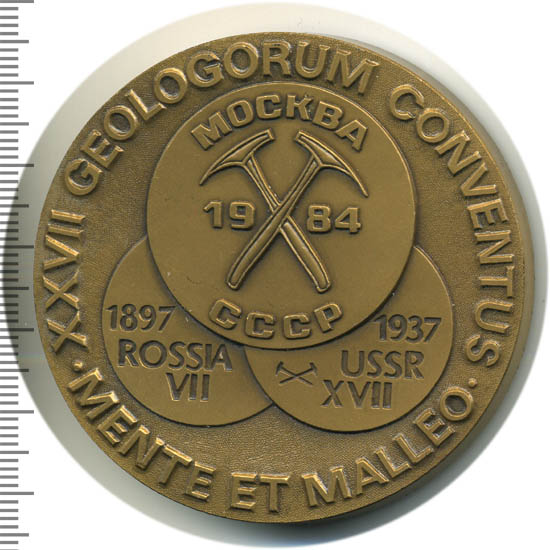 XXVII GEOLOGORUM CONVENTUS
· MENTE ET MALLEO ·
МОСКВА
1984
СССР
1897
ROSSIA
VII
1937
USSR
XVII